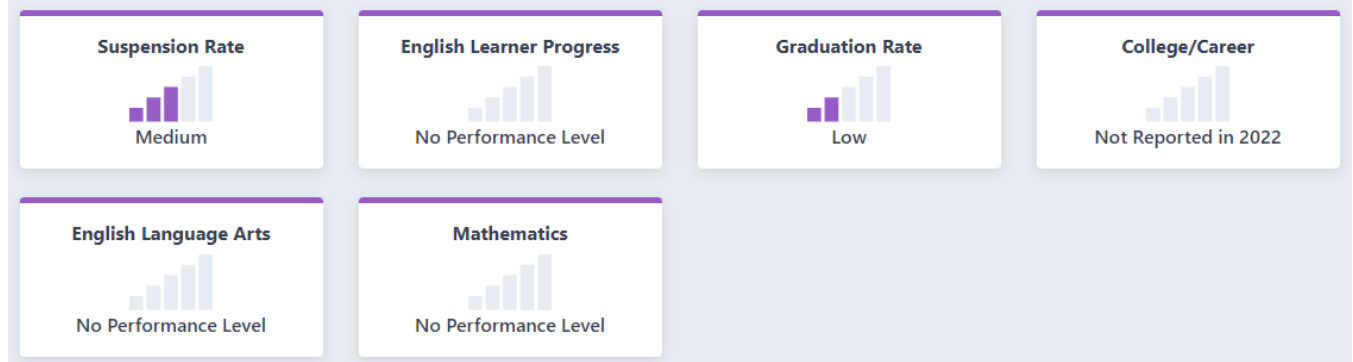 Suspension Rate
Medium
English Learner Progress
No Performance Level
Graduation Rate
Low
College/Career
Not Reported in 2022
English Language Arts
No Performance Level
Mathematics
No Performance Level